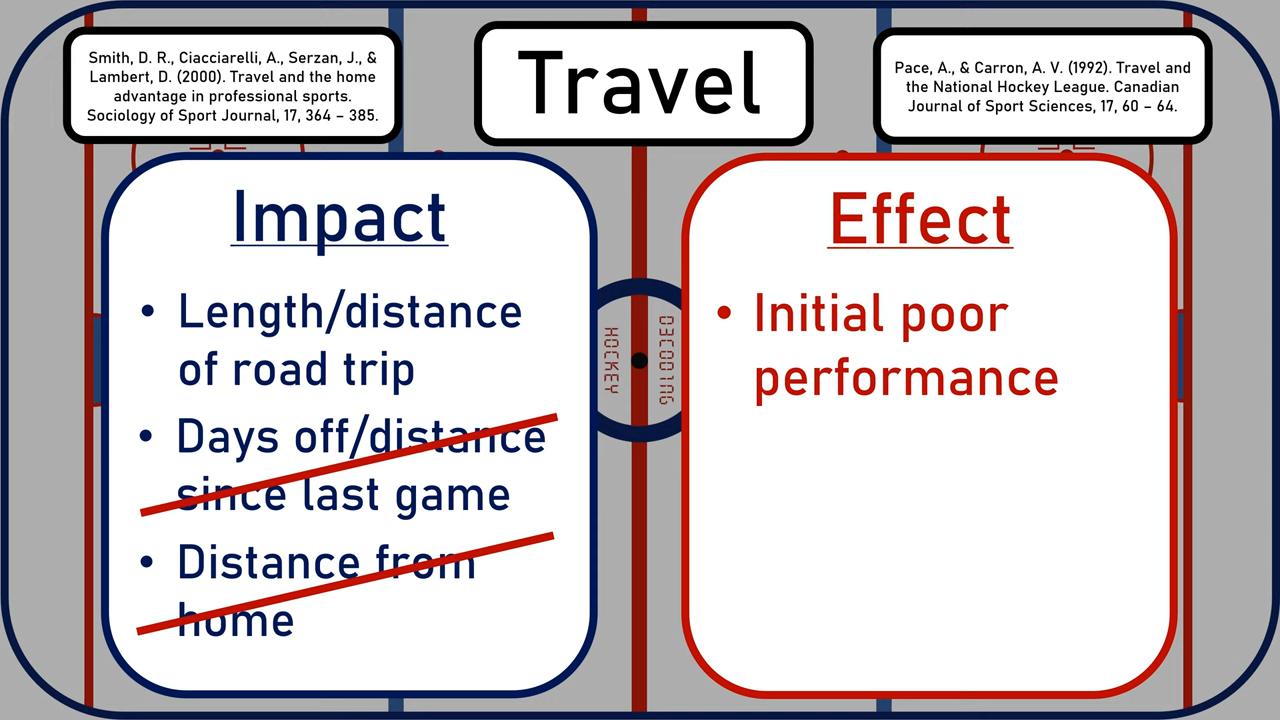 Smith, D. R., Ciacciarelli, A., Serzan, J., &
Lambert, D. (2000). Travel and the home
advantage in professional sports.
Sociology of Sport Journal, 17, 364 – 385.
Travel
Pace, A., & Carron, A. V. (1992). Travel and
the National Hockey League. Canadian
Journal of Sport Sciences, 17, 60 – 64.
Impact
• Length/distance
of road trip
• Days off/distance
since last game
• Distance from
home
HOCKEY
DECODED
Effect
• Initial poor
performance